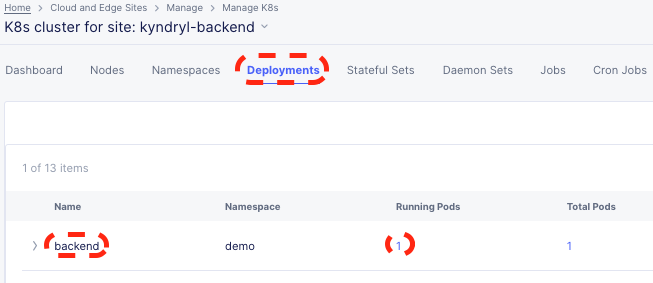 Home > Cloud and Edge Sites > Manage > Manage K8s
K8s cluster for site: kyndryl-backend
Dashboard Nodes Namespaces Deployments Stateful Sets Daemon Sets Jobs Cron Jobs
1 of 13 items
Name Namespace Running Pods Total Pods
backend demo 1 1